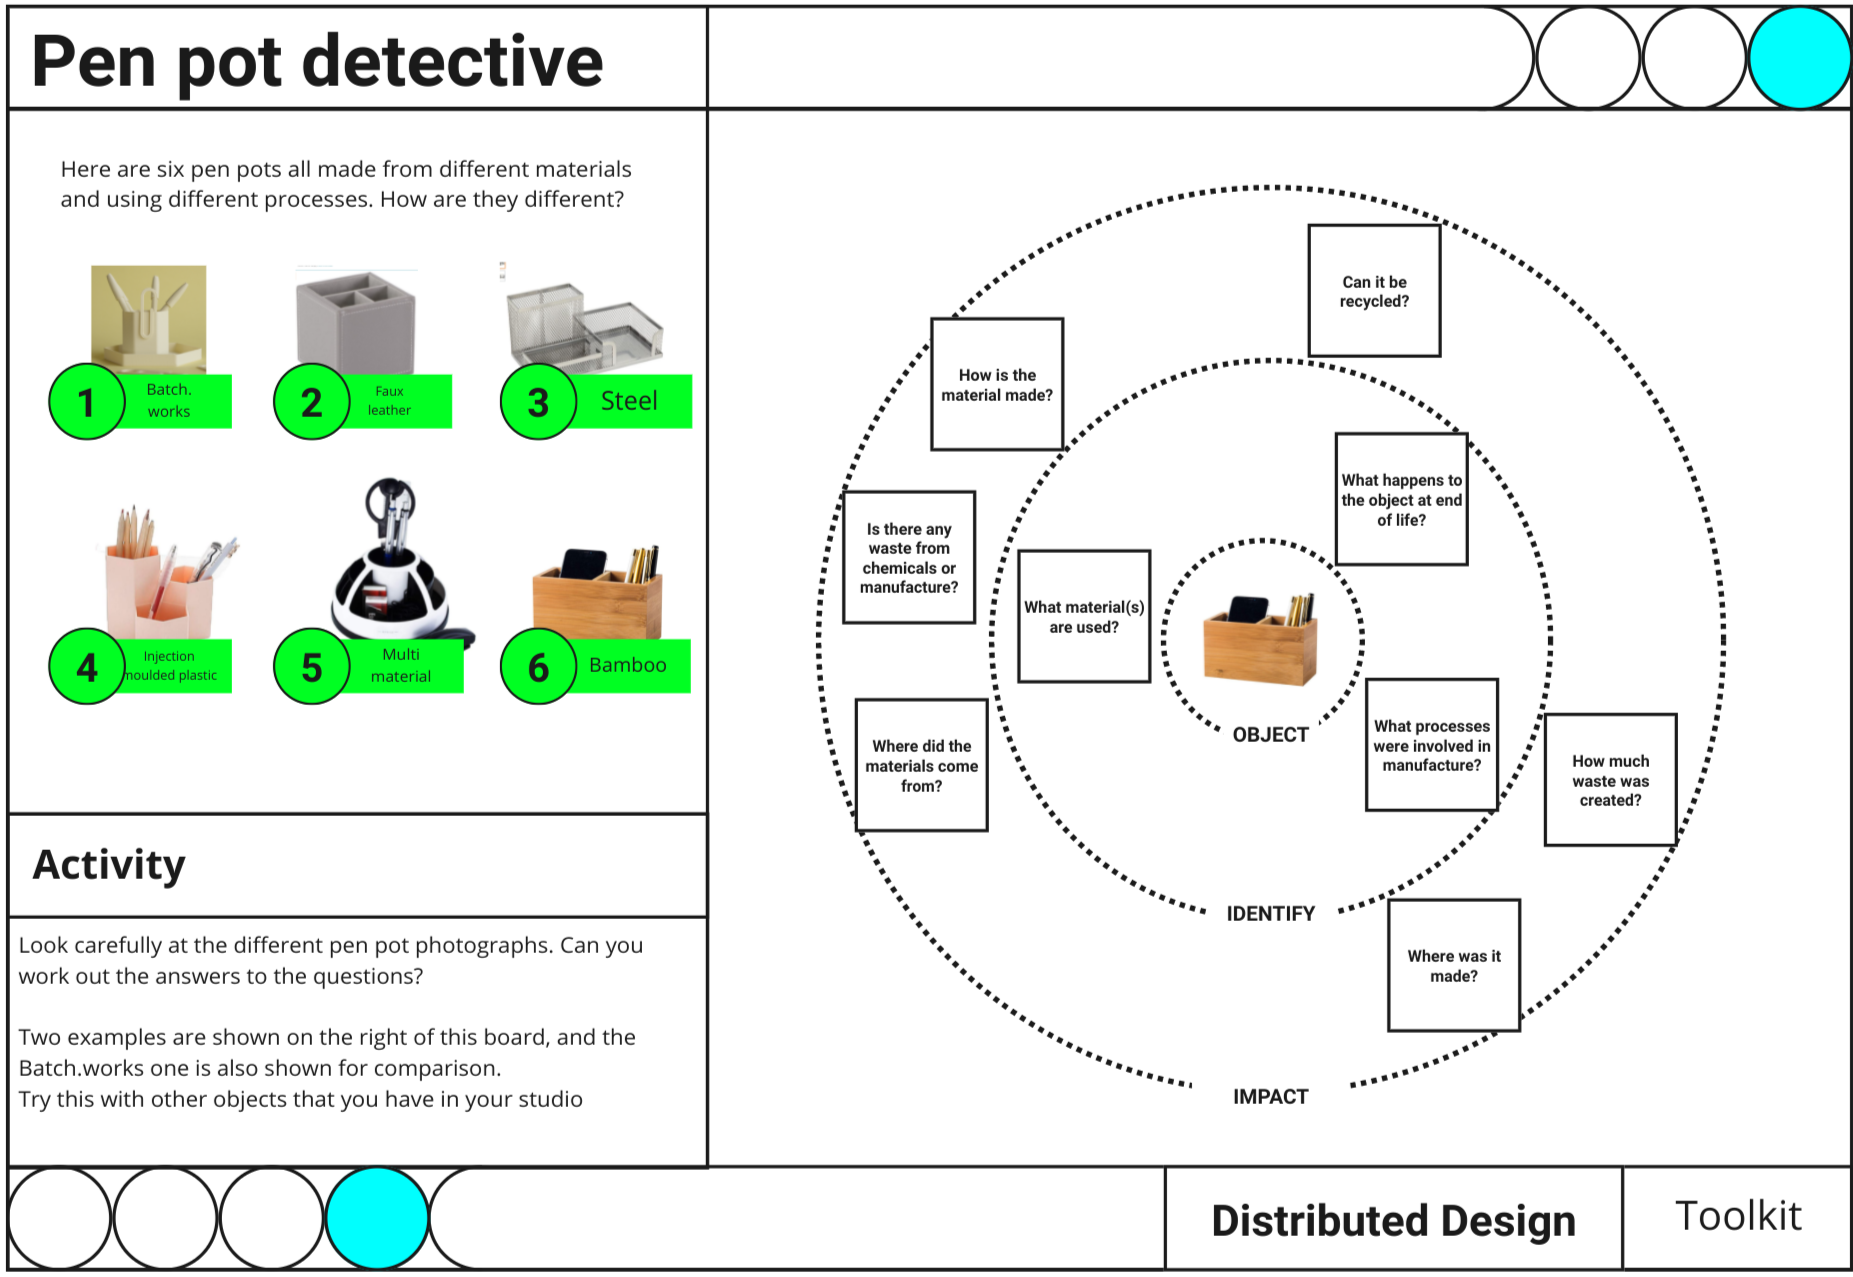 Pen pot detective
Here are six pen pots all made from different materials
and using different processes. How are they different?
1
Batch.
works
2
Faux
leather
3
Steel
4
Injection
moulded plastic
5
Multi
material
6
Bamboo
Activity
Look carefully at the different pen pot photographs. Can you
work out the answers to the questions?
Two examples are shown on the right of this board, and the
Batch.works one is also shown for comparison.
Try this with other objects that you have in your studio
Can it be
recycled?
How is the
material made?
What happens to
the object at end
of life?
Is there any
waste from
chemicals or
manufacture?
What material(s)
are used?
Where did the
materials come
from?
OBJECT
What processes
were involved in
manufacture?
How much
waste was
created?
IDENTIFY
Where was it
made?
IMPACT
Distributed Design
Toolkit